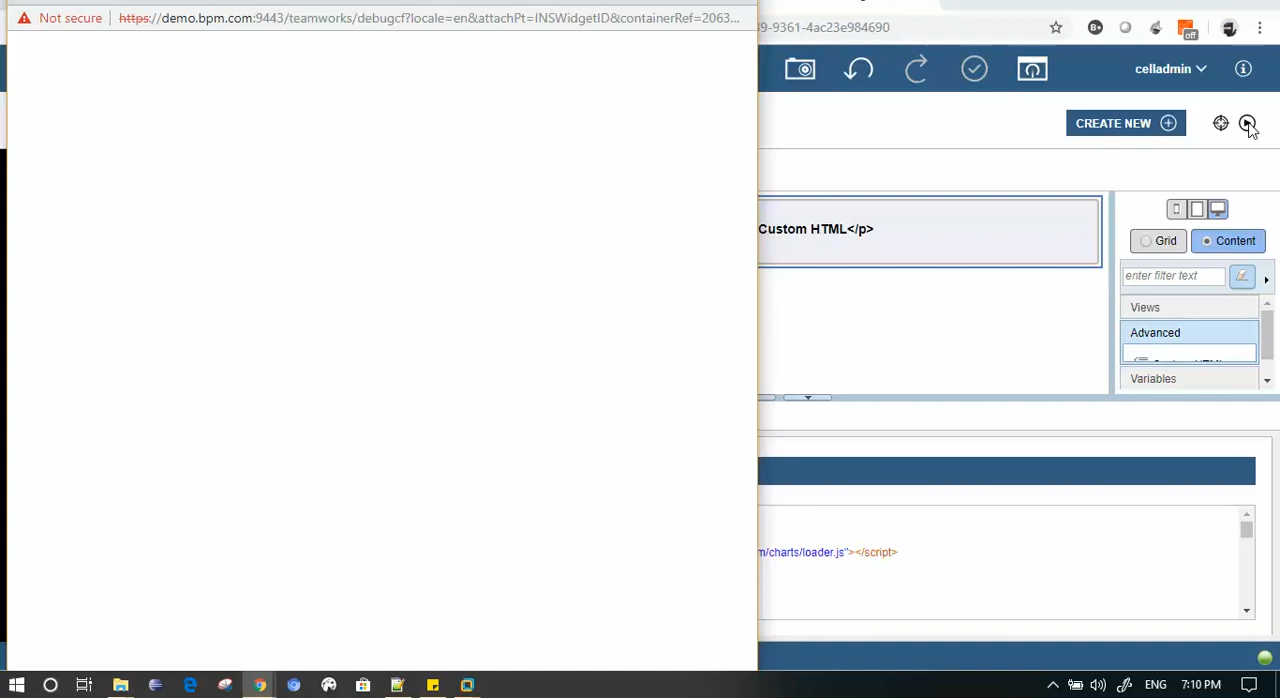 Not secure | https://demo.bpm.com:9443/teamworks/debugcf?locale=en&attachPt=INSWidgetID&containerRef=2063...
39-9361-4ac23e984690
off
celladmin
CREATE NEW
Custom HTML</p>
Grid
Content
enter filter text
Views
Advanced
Variables
m/charts/loader.js"></script>
ENG
7:10 PM